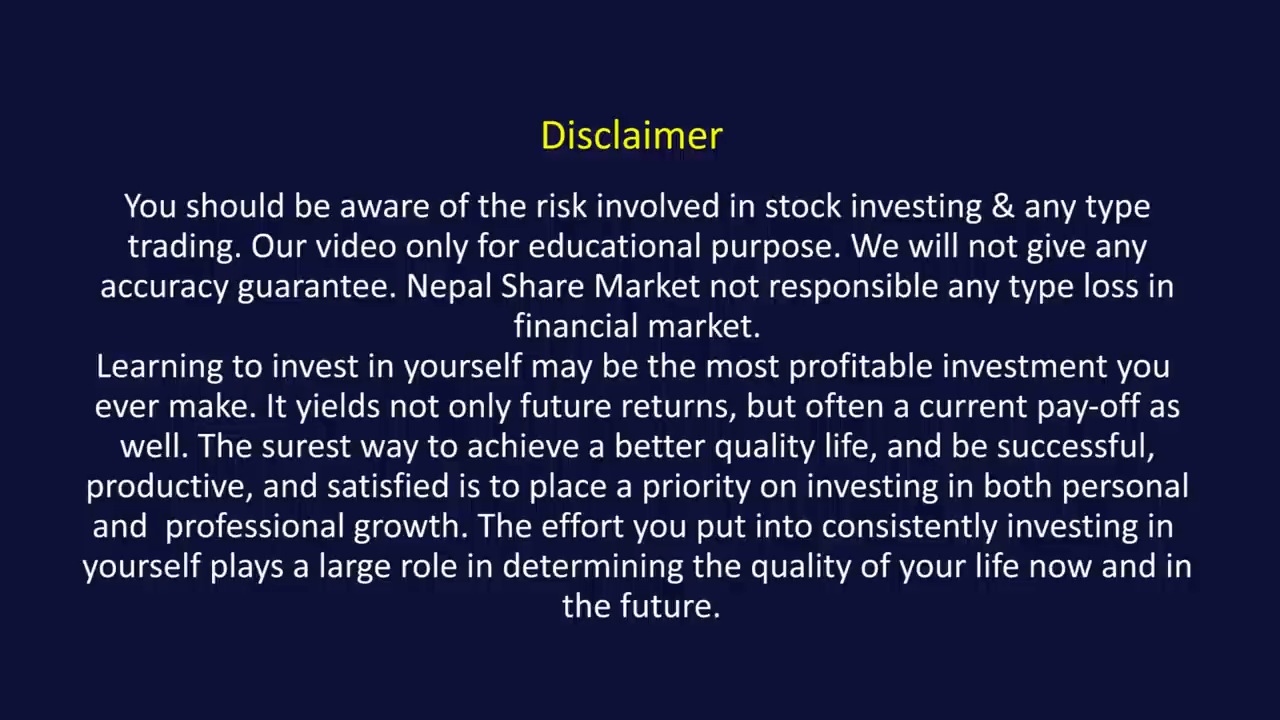 Disclaimer
You should be aware of the risk involved in stock investing & any type
trading. Our video only for educational purpose. We will not give any
accuracy guarantee. Nepal Share Market not responsible any type loss in
financial market.
Learning to invest in yourself may be the most profitable investment you
ever make. It yields not only future returns, but often a current pay-off as
well. The surest way to achieve a better quality life, and be successful,
productive, and satisfied is to place a priority on investing in both personal
and  professional growth. The effort you put into consistently investing in
yourself plays a large role in determining the quality of your life now and in
the future.